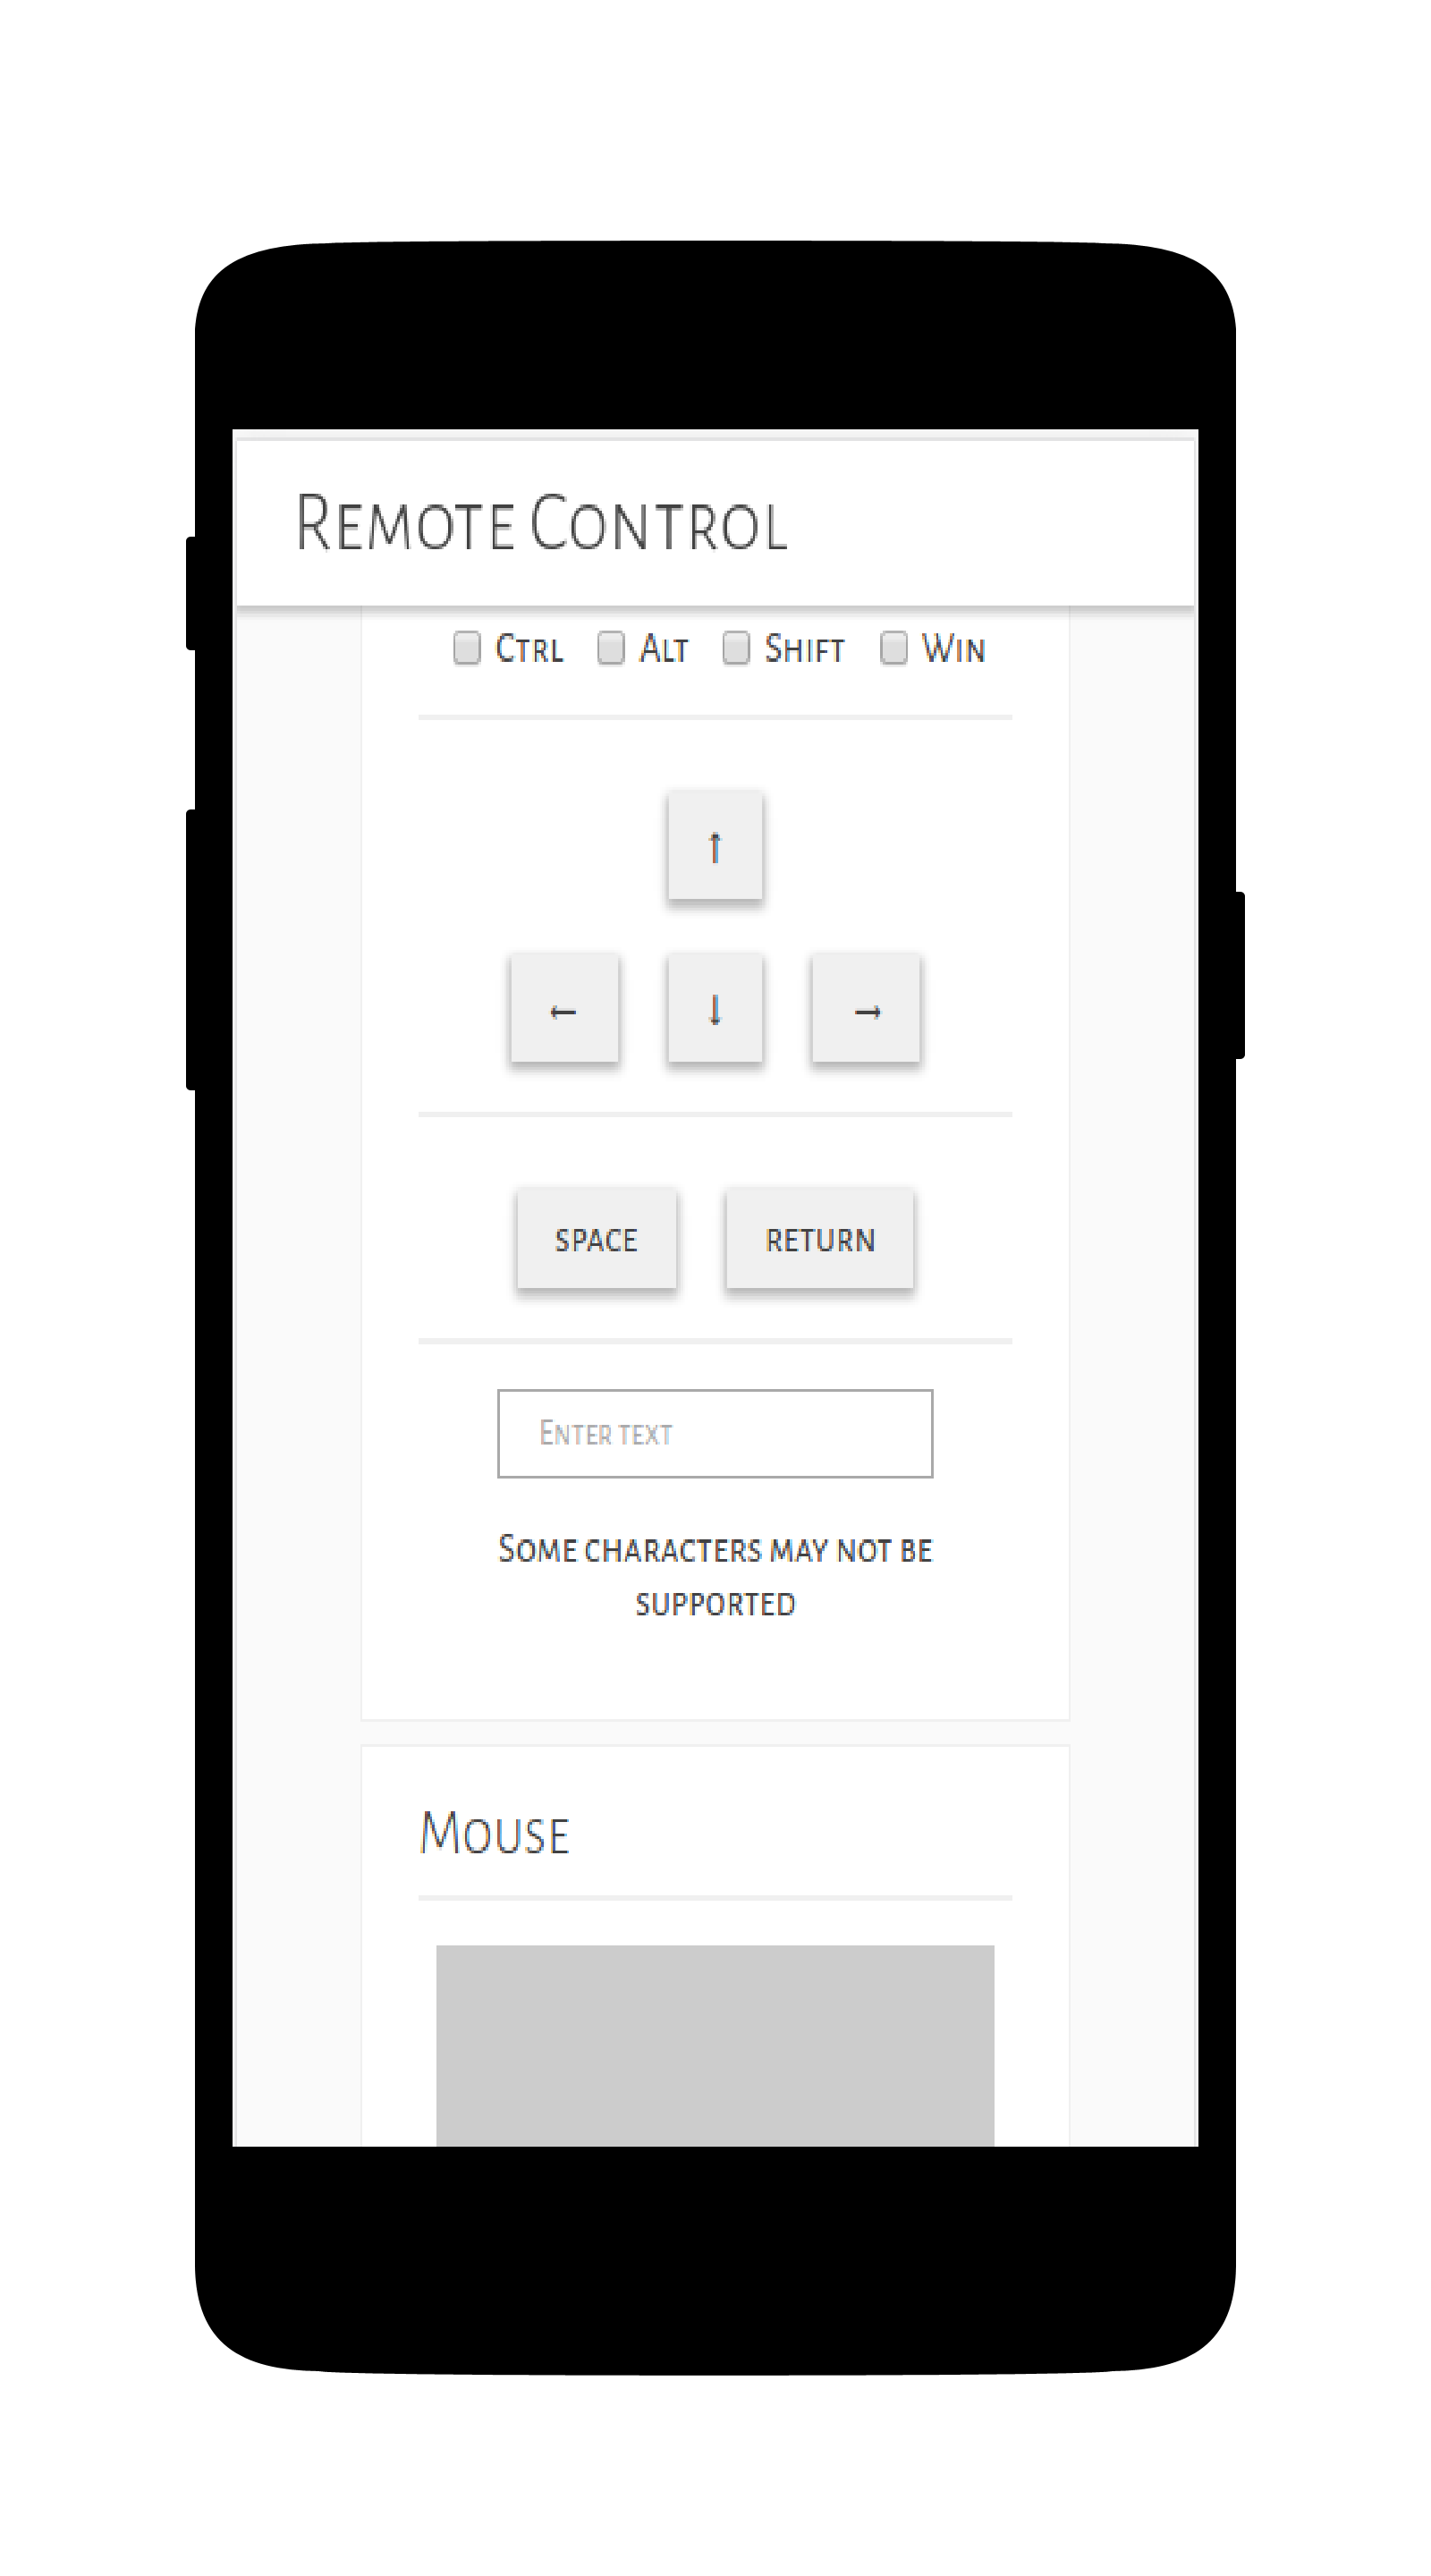 Remote Control
Ctrl Alt Shift Win
↑
← ↓ →
SPACE RETURN
Enter text
Some characters may not be
supported
Mouse